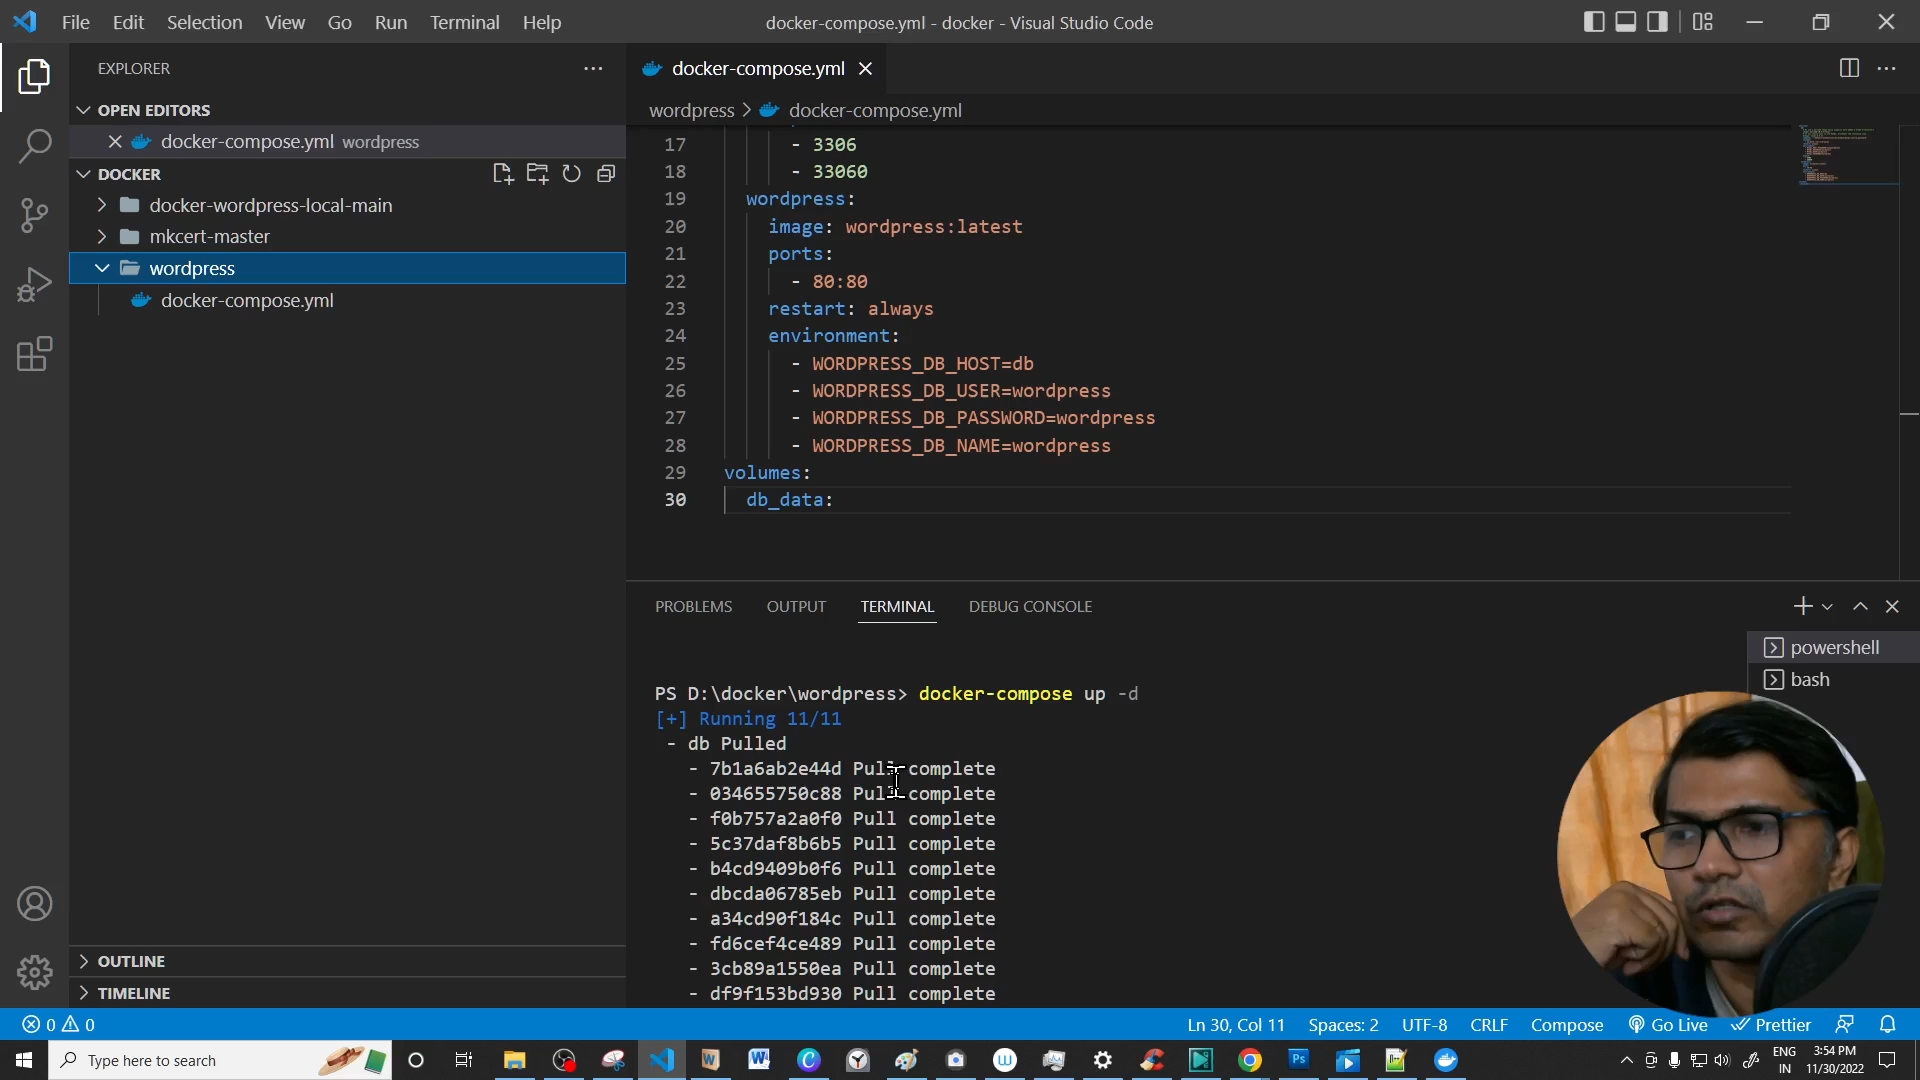 File Edit Selection View Go Run Terminal Help
docker-compose.yml - docker - Visual Studio Code
EXPLORER
OPEN EDITORS
docker-compose.yml wordpress
DOCKER
docker-wordpress-local-main
mkcert-master
wordpress
docker-compose.yml
OUTLINE
TIMELINE
docker-compose.yml
wordpress > docker-compose.yml
17 - 3306
18 - 33060
19 wordpress:
20 image: wordpress:latest
21 ports:
22 - 80:80
23 restart: always
24 environment:
25 - WORDPRESS_DB_HOST=db
26 - WORDPRESS_DB_USER=wordpress
27 - WORDPRESS_DB_PASSWORD=wordpress
28 - WORDPRESS_DB_NAME=wordpress
29 volumes:
30 db_data:
PROBLEMS OUTPUT TERMINAL DEBUG CONSOLE
powershell
bash
PS D:\docker\wordpress> docker-compose up -d
[+] Running 11/11
- db Pulled
- 7b1a6ab2e44d Pull complete
- 034655750c88 Pull complete
- f0b757a2a0f0 Pull complete
- 5c37daf8b6b5 Pull complete
- b4cd9409b0f6 Pull complete
- dbcda06785eb Pull complete
- a34cd90f184c Pull complete
- fd6cef4ce489 Pull complete
- 3cb89a1550ea Pull complete
- df9f153bd930 Pull complete
0 0 Ln 30, Col 11 Spaces: 2 UTF-8 CRLF Compose Go Live Prettier
Type here to search
ENG
IN
3:54 PM
11/30/2022